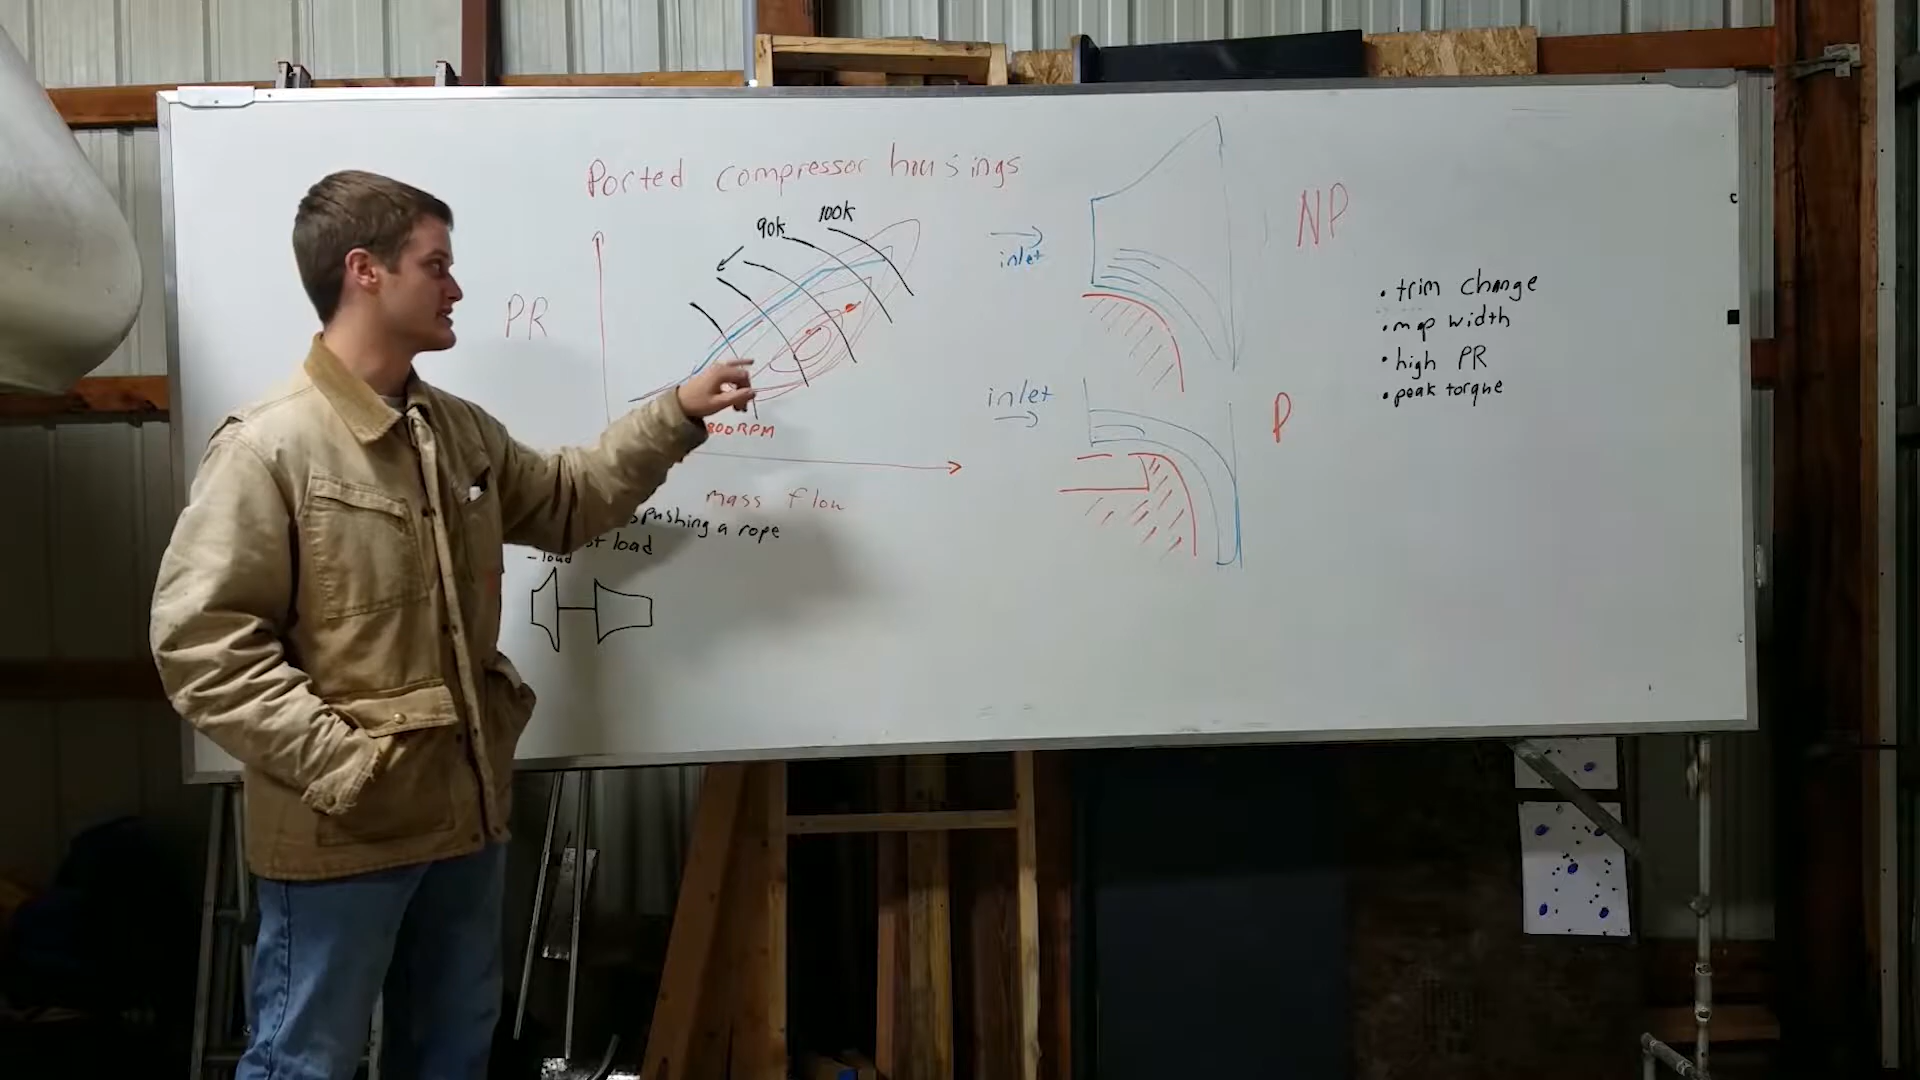 Ported compressor housings
90k 100k
PR
800RPM
mass flow
pushing a rope
load
- load
inlet
NP
inlet
P
• trim change
• map width
• high PR
• peak torque